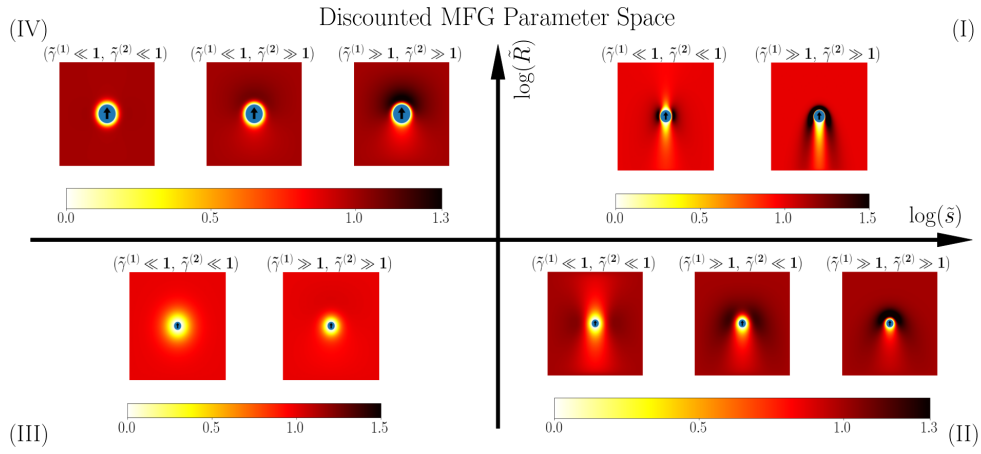 Discounted MFG Parameter Space
(IV)
(γ̃⁽¹⁾ ≪ 1, γ̃⁽²⁾ ≪ 1)
(γ̃⁽¹⁾ ≪ 1, γ̃⁽²⁾ ≫ 1)
(γ̃⁽¹⁾ ≫ 1, γ̃⁽²⁾ ≫ 1)
0.0 0.5 1.0 1.3
log(R̃)
(I)
(γ̃⁽¹⁾ ≪ 1, γ̃⁽²⁾ ≪ 1)
(γ̃⁽¹⁾ ≫ 1, γ̃⁽²⁾ ≫ 1)
0.0 0.5 1.0 1.5
log(s̃)
(γ̃⁽¹⁾ ≪ 1, γ̃⁽²⁾ ≪ 1)
(γ̃⁽¹⁾ ≫ 1, γ̃⁽²⁾ ≫ 1)
0.0 0.5 1.0 1.5
(III)
(γ̃⁽¹⁾ ≪ 1, γ̃⁽²⁾ ≪ 1)
(γ̃⁽¹⁾ ≫ 1, γ̃⁽²⁾ ≪ 1)
(γ̃⁽¹⁾ ≫ 1, γ̃⁽²⁾ ≫ 1)
0.0 0.5 1.0 1.3
(II)